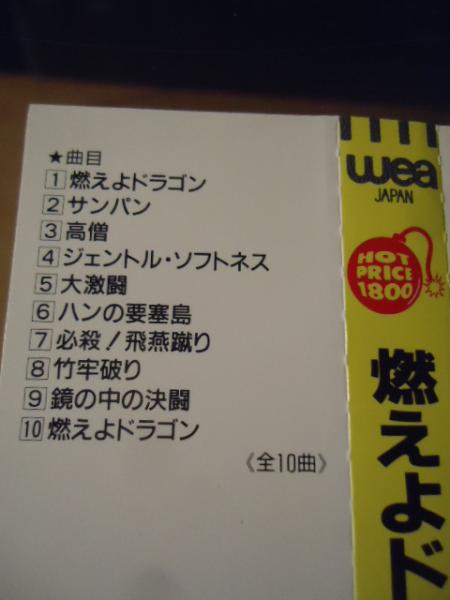 ★曲目
1 燃えよドラゴン
2 サンパン
3 高僧
4 ジェントル・ソフトネス
5 大激闘
6 ハンの要塞島
7 必殺!飛燕蹴り
8 竹牢破り
9 鏡の中の決闘
10 燃えよドラゴン
《全10曲》
wea
JAPAN
HOT
PRICE
1800
燃えよド